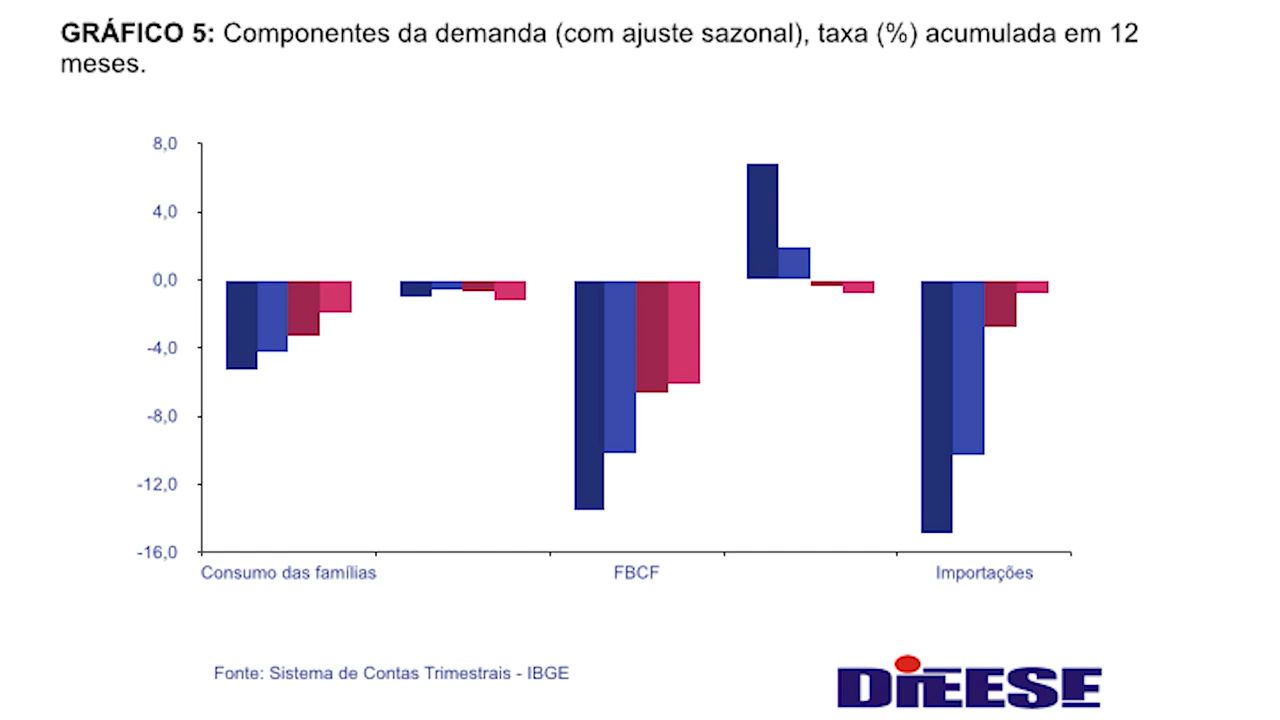 GRÁFICO 5: Componentes da demanda (com ajuste sazonal), taxa (%) acumulada em 12
meses.
8,0
4,0
0,0
-4,0
-8,0
-12,0
-16,0
Consumo das famílias FBCF Importações
Fonte: Sistema de Contas Trimestrais - IBGE
DIEESE